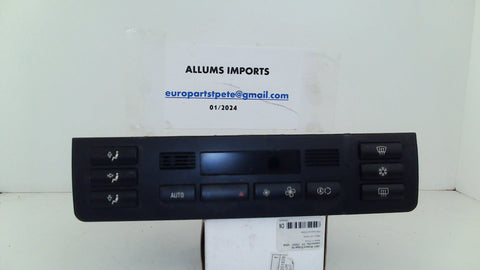 ALLUMS IMPORTS
europartstpete@gmail.com
01/2024
AUTO